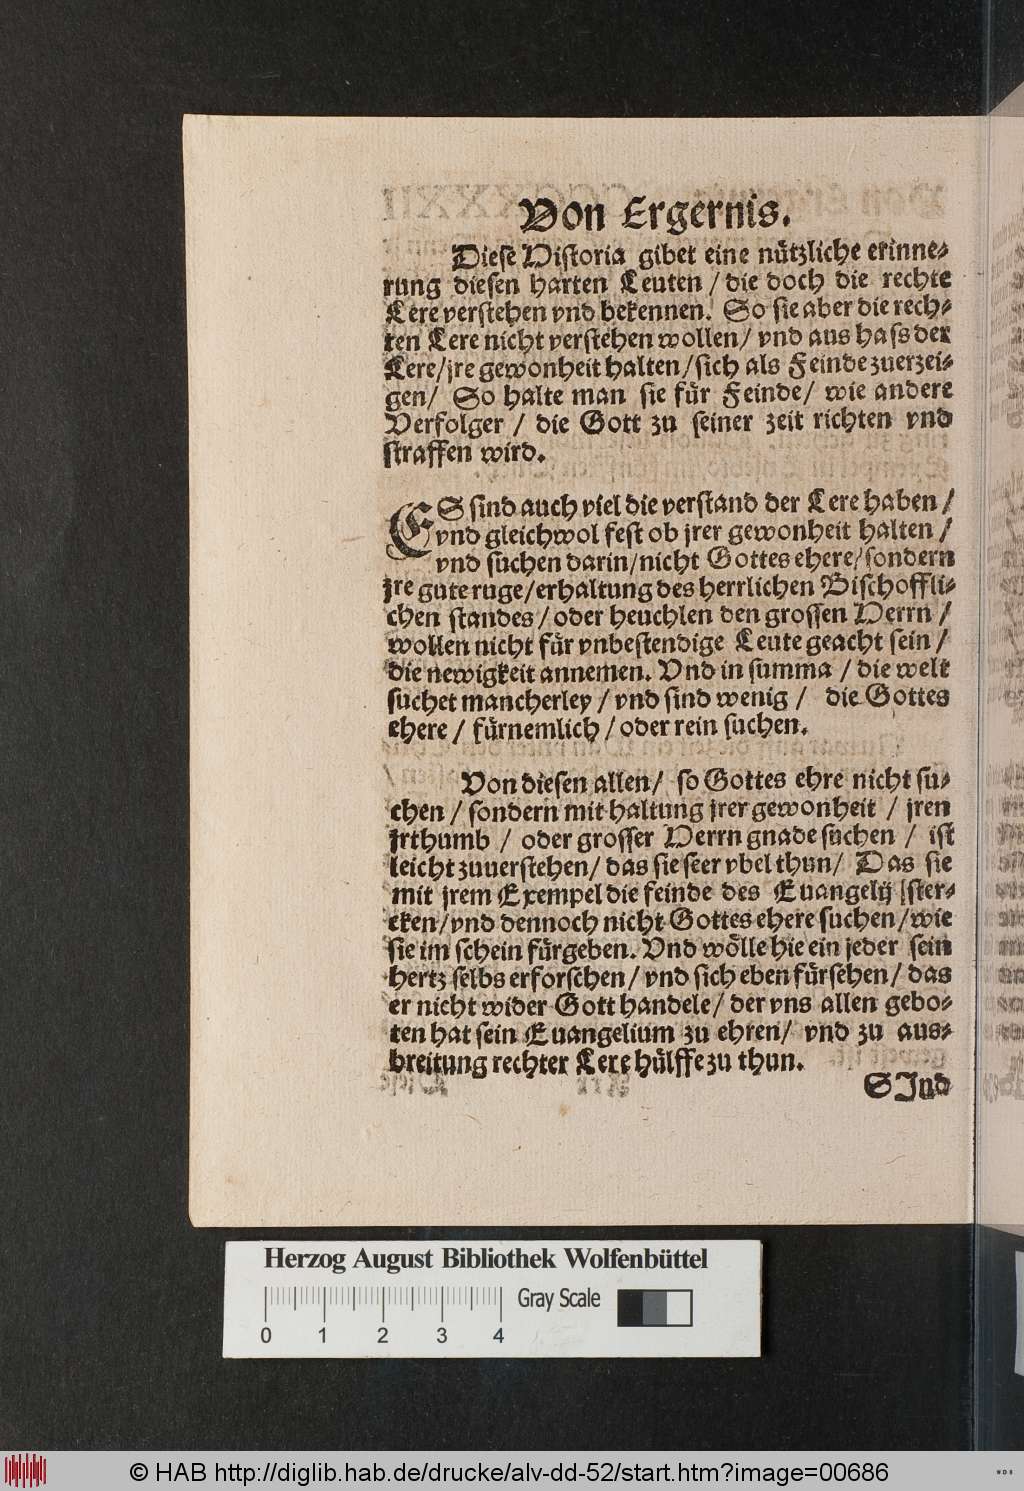 Von Ergernis.
Diese Historia gibet eine nützliche erinne⸗
rung diesen harten Leuten / die doch die rechte
Lere verstehen vnd bekennen. So sie aber die rech⸗
ten Lere nicht verstehen wollen / vnd aus hass der
Lere / jre gewonheit halten / sich als Feinde zuerzei⸗
gen / So halte man sie für Feinde / wie andere
Verfolger / die Gott zu seiner zeit richten vnd
straffen wird.
ES sind auch viel die verstand der Lere haben /
vnd gleichwol fest ob jrer gewonheit halten /
vnd suchen darin / nicht Gottes ehere / sondern
jre gute ruge / erhaltung des herrlichen Bischoffli⸗
chen standes / oder heuchlen den grossen Herrn /
wollen nicht für vnbestendige Leute geacht sein /
die newigkeit annemen. Vnd in summa / die welt
suchet mancherley / vnd sind wenig / die Gottes
ehere / fürnemlich / oder rein suchen.
Von diesen allen / so Gottes ehre nicht su⸗
chen / sondern mit haltung jrer gewonheit / jren
jrthumb / oder grosser Herrn gnade suchen / ist
leicht zuuerstehen / das sie seer vbel thun / Das sie
mit jrem Exempel die feinde des Euangelij ster⸗
cken / vnd dennoch nicht Gottes ehere suchen / wie
sie im schein fürgeben. Vnd wölle hie ein jeder sein
hertz selbs erforschen / vnd sich eben fürsehen / das
er nicht wider Gott handele / der vns allen gebo⸗
ten hat sein Euangelium zu ehren / vnd zu aus⸗
breitung rechter Lere hülffe zu thun.
SInd
Herzog August Bibliothek Wolfenbüttel
Gray Scale
0 1 2 3 4
© HAB http://diglib.hab.de/drucke/alv-dd-52/start.htm?image=00686